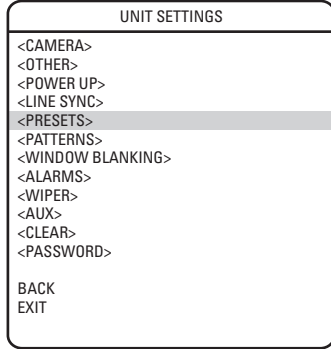 UNIT SETTINGS
<CAMERA>
<OTHER>
<POWER UP>
<LINE SYNC>
<PRESETS>
<PATTERNS>
<WINDOW BLANKING>
<ALARMS>
<WIPER>
<AUX>
<CLEAR>
<PASSWORD>
BACK
EXIT